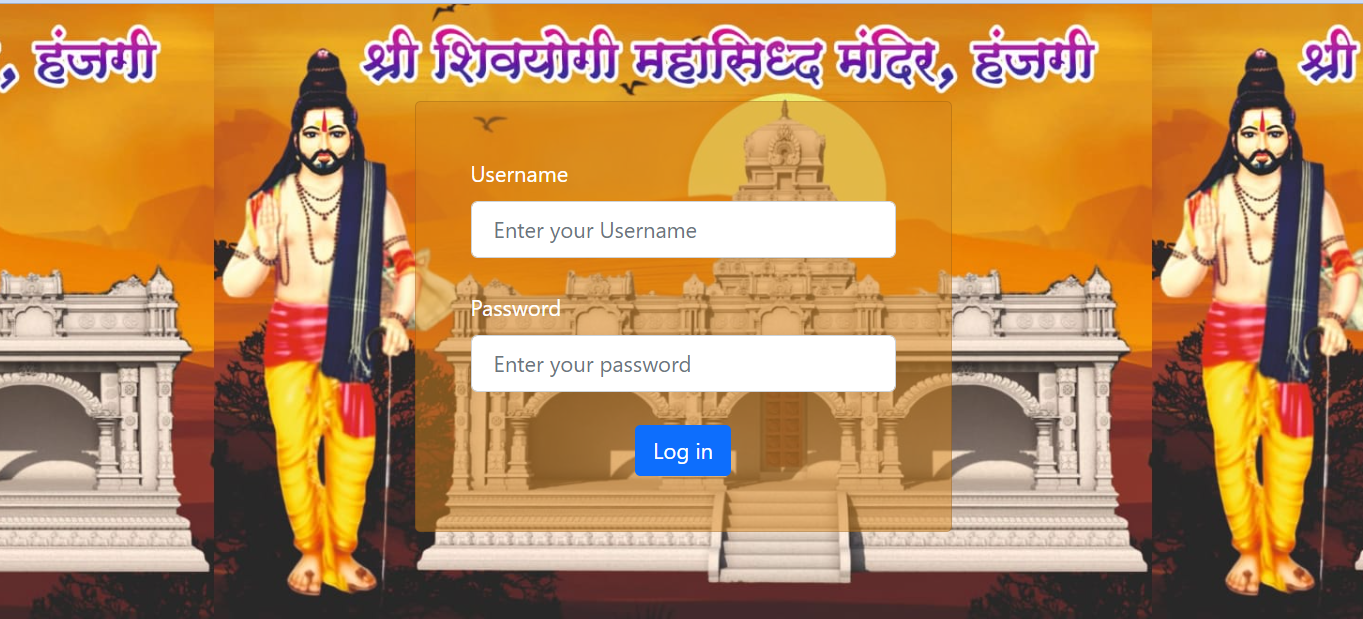 , हंजगी
श्री शिवयोगी महासिध्द मंदिर, हंजगी
श्री
Username
Enter your Username
Password
Enter your password
Log in